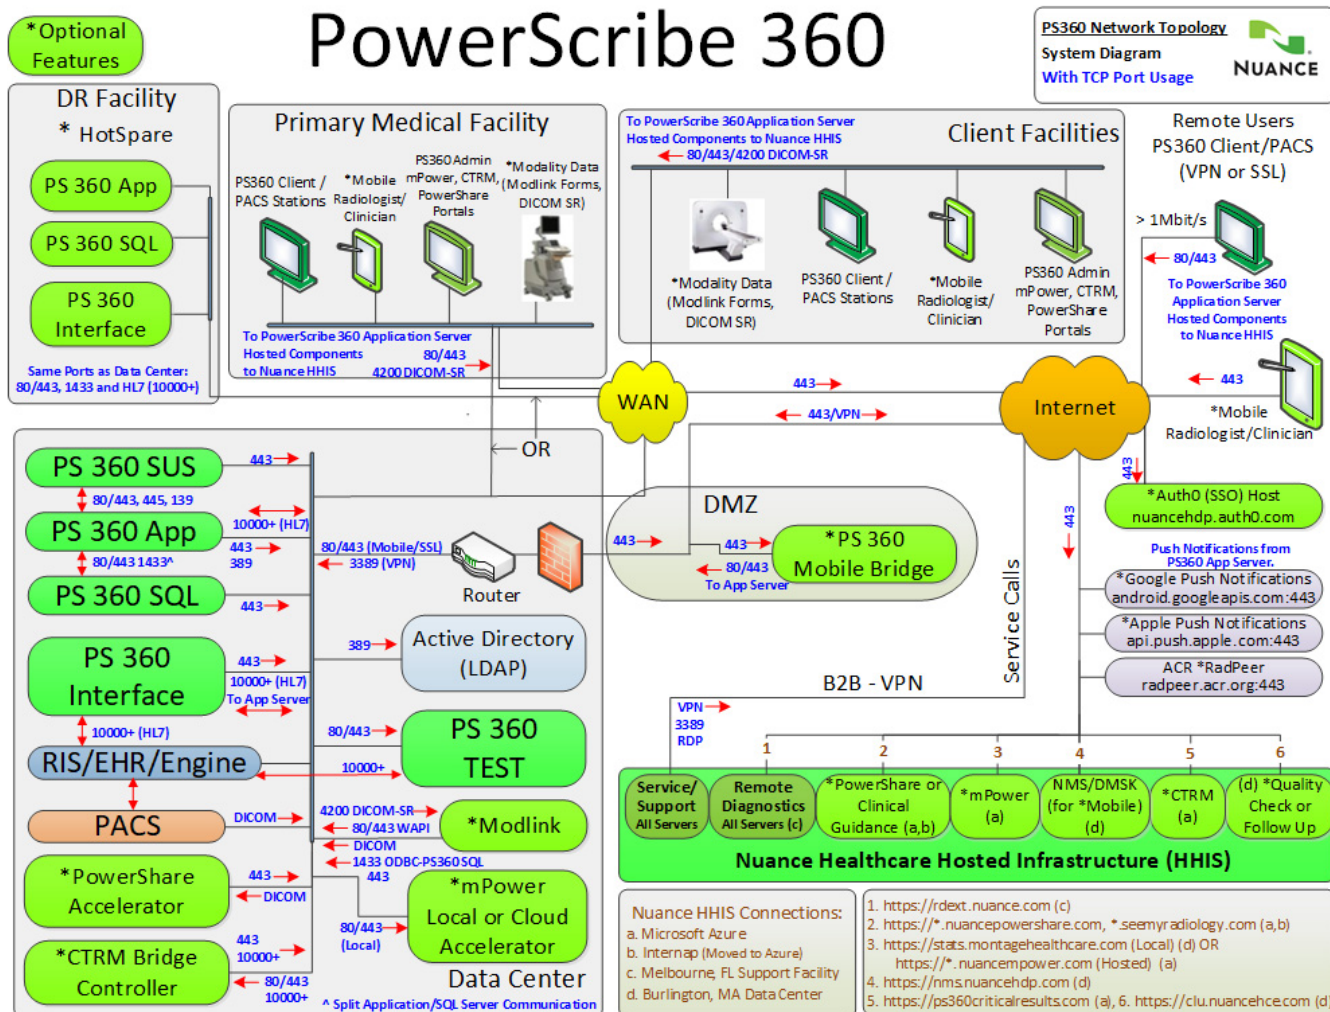 PowerScribe 360
*Optional
Features
PS360 Network Topology
System Diagram
With TCP Port Usage
NUANCE
DR Facility
* HotSpare
PS 360 App
PS 360 SQL
PS 360
Interface
Same Ports as Data Center:
80/443, 1433 and HL7 (10000+)
Primary Medical Facility
PS360 Client /
PACS Stations
*Mobile
Radiologist/
Clinician
PS360 Admin
mPower, CTRM,
PowerShare
Portals
*Modality Data
(Modlink Forms,
DICOM SR)
To PowerScribe 360 Application Server
Hosted Components
to Nuance HHIS
80/443
4200 DICOM-SR
To PowerScribe 360 Application Server
Hosted Components to Nuance HHIS
80/443/4200 DICOM-SR
Client Facilities
*Modality Data
(Modlink Forms,
DICOM SR)
PS360 Client /
PACS Stations
*Mobile
Radiologist/
Clinician
PS360 Admin
mPower, CTRM,
PowerShare
Portals
Remote Users
PS360 Client/PACS
(VPN or SSL)
> 1Mbit/s
80/443
To PowerScribe 360
Application Server
Hosted Components
to Nuance HHIS
443
*Mobile
Radiologist/Clinician
WAN
443
443/VPN
Internet
OR
443
*Auth0 (SSO) Host
nuancehdp.auth0.com
Push Notifications from
PS360 App Server.
*Google Push Notifications
android.googleapis.com:443
*Apple Push Notifications
api.push.apple.com:443
ACR *RadPeer
radpeer.acr.org:443
443
Service Calls
B2B - VPN
VPN
3389
RDP
DMZ
443
443
80/443
To App Server
*PS 360
Mobile Bridge
PS 360 SUS
443
80/443, 445, 139
10000+ (HL7)
PS 360 App
443
389
80/443 1433^
PS 360 SQL
443
80/443 (Mobile/SSL)
3389 (VPN)
Router
PS 360
Interface
443
10000+ (HL7)
To App Server
10000+ (HL7)
389
Active Directory
(LDAP)
80/443
PS 360
TEST
RIS/EHR/Engine
10000+
PACS
DICOM
4200 DICOM-SR
80/443 WAPI
DICOM
1433 ODBC-PS360 SQL
443
*Modlink
*PowerShare
Accelerator
443
DICOM
80/443
(Local)
*mPower
Local or Cloud
Accelerator
*CTRM Bridge
Controller
443
10000+
80/443
10000+
Data Center
^ Split Application/SQL Server Communication
1
2
3
4
5
6
Service/
Support
All Servers
Remote
Diagnostics
All Servers (c)
*PowerShare or
Clinical
Guidance (a,b)
*mPower
(a)
NMS/DMSK
(for *Mobile)
(d)
*CTRM
(a)
(d) *Quality
Check or
Follow Up
Nuance Healthcare Hosted Infrastructure (HHIS)
Nuance HHIS Connections:
a. Microsoft Azure
b. Internap (Moved to Azure)
c. Melbourne, FL Support Facility
d. Burlington, MA Data Center
1. https://rdext.nuance.com (c)
2. https://*.nuancepowershare.com, *.seemyradiology.com (a,b)
3. https://stats.montagehealthcare.com (Local) (d) OR
https://*.nuancempower.com (Hosted) (a)
4. https://nms.nuancehdp.com (d)
5. https://ps360criticalresults.com (a), 6. https://clu.nuancehce.com (d)